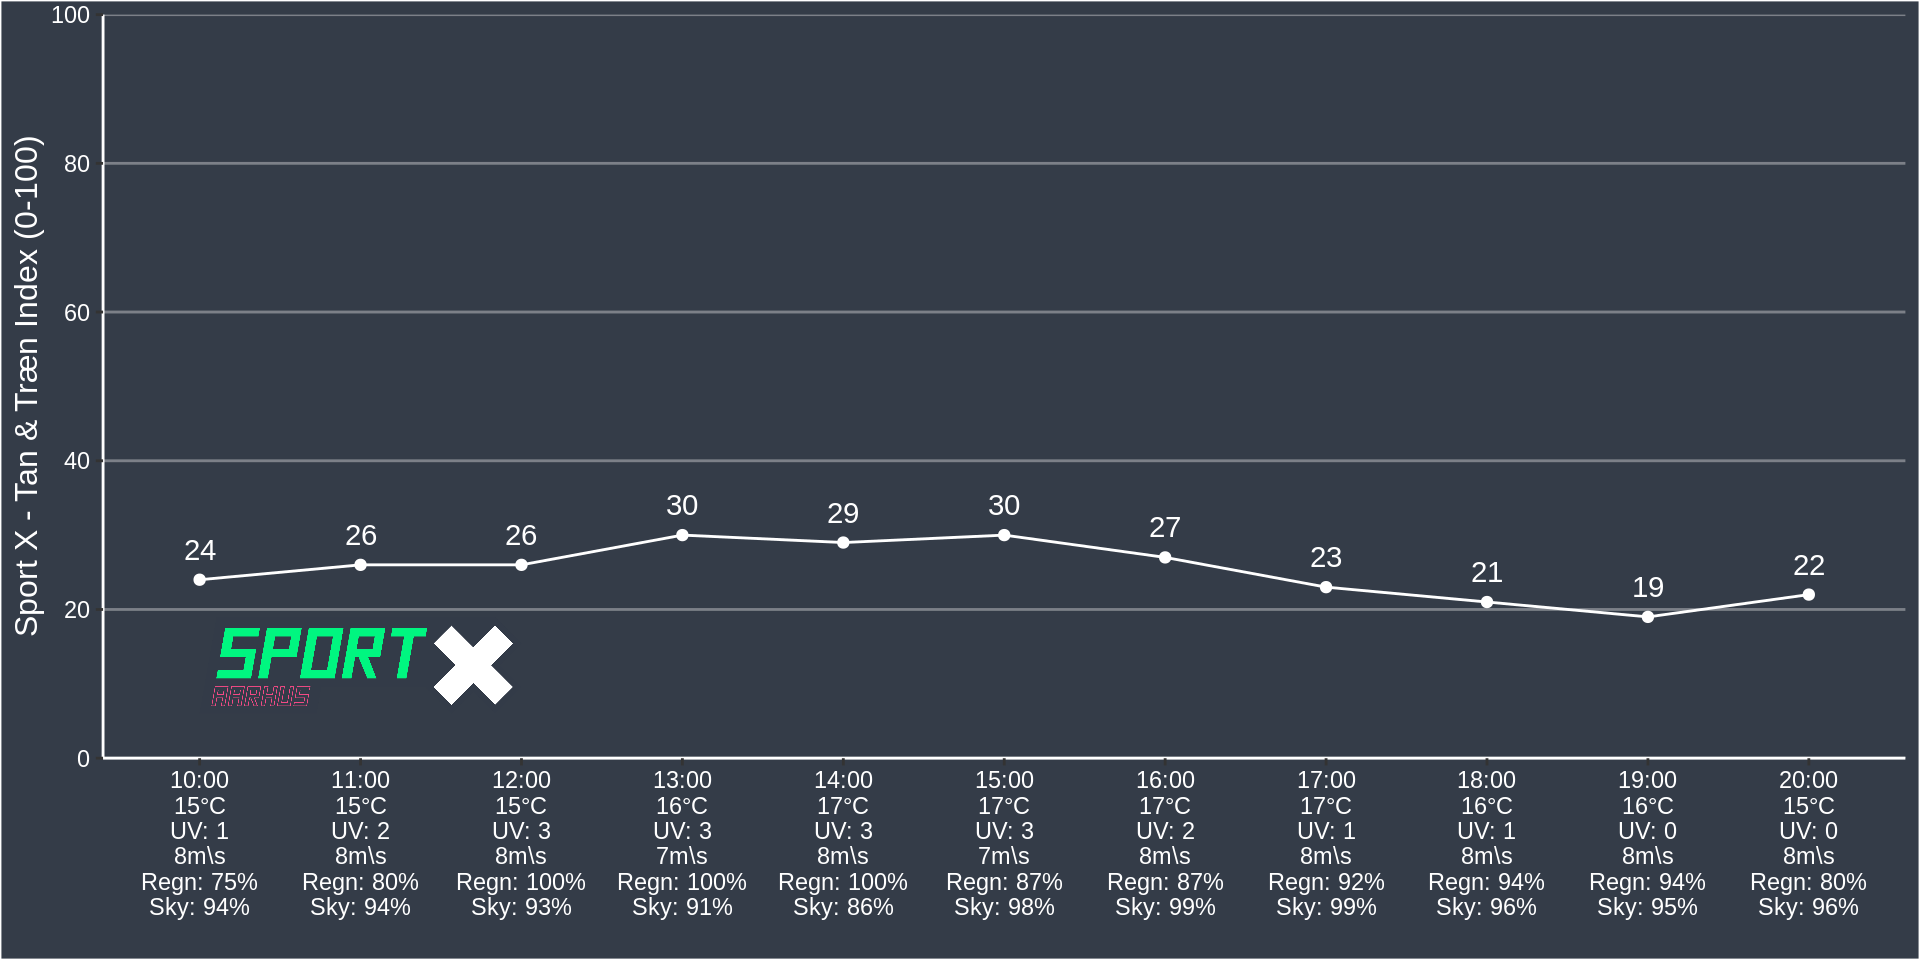 Sport X - Tan & Træn Index (0-100)
100
80
60
40
20
0
24
26
26
30
29
30
27
23
21
19
22
SPORT X
AARHUS
10:00 11:00 12:00 13:00 14:00 15:00 16:00 17:00 18:00 19:00 20:00
15°C 15°C 15°C 16°C 17°C 17°C 17°C 17°C 16°C 16°C 15°C
UV: 1 UV: 2 UV: 3 UV: 3 UV: 3 UV: 3 UV: 2 UV: 1 UV: 1 UV: 0 UV: 0
8m\s 8m\s 8m\s 7m\s 8m\s 7m\s 8m\s 8m\s 8m\s 8m\s 8m\s
Regn: 75% Regn: 80% Regn: 100% Regn: 100% Regn: 100% Regn: 87% Regn: 87% Regn: 92% Regn: 94% Regn: 94% Regn: 80%
Sky: 94% Sky: 94% Sky: 93% Sky: 91% Sky: 86% Sky: 98% Sky: 99% Sky: 99% Sky: 96% Sky: 95% Sky: 96%